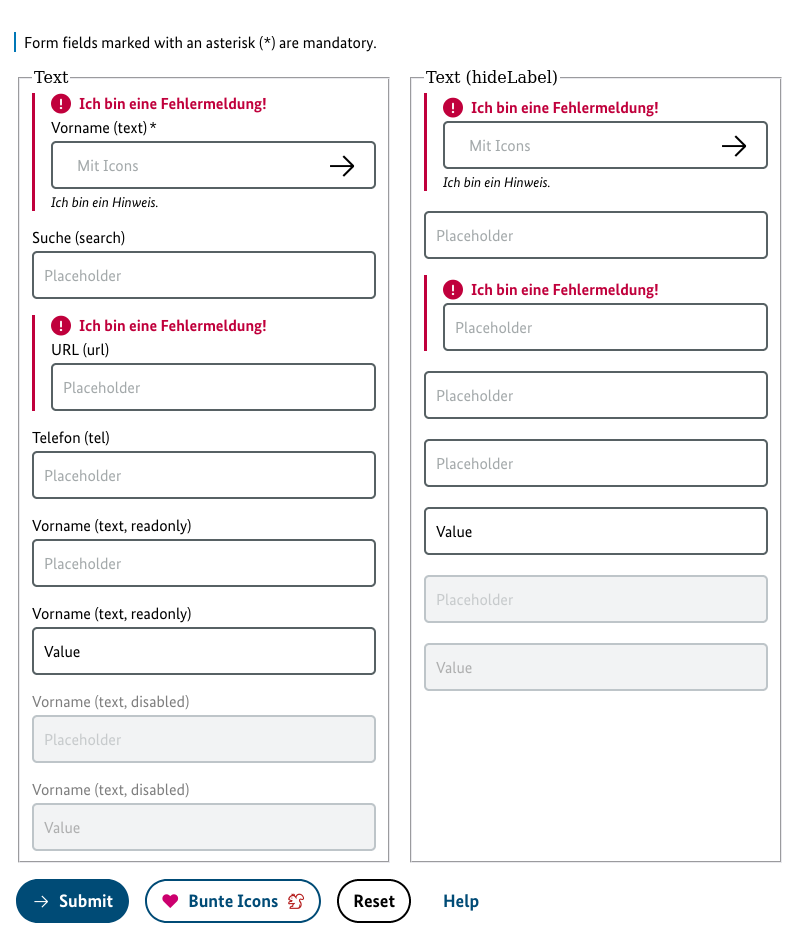 Form fields marked with an asterisk (*) are mandatory.
Text
Ich bin eine Fehlermeldung!
Vorname (text) *
Mit Icons
Ich bin ein Hinweis.
Suche (search)
Placeholder
Ich bin eine Fehlermeldung!
URL (url)
Placeholder
Telefon (tel)
Placeholder
Vorname (text, readonly)
Placeholder
Vorname (text, readonly)
Value
Vorname (text, disabled)
Placeholder
Vorname (text, disabled)
Value
Text (hideLabel)
Ich bin eine Fehlermeldung!
Mit Icons
Ich bin ein Hinweis.
Placeholder
Ich bin eine Fehlermeldung!
Placeholder
Placeholder
Placeholder
Value
Placeholder
Value
Submit
Bunte Icons
Reset
Help